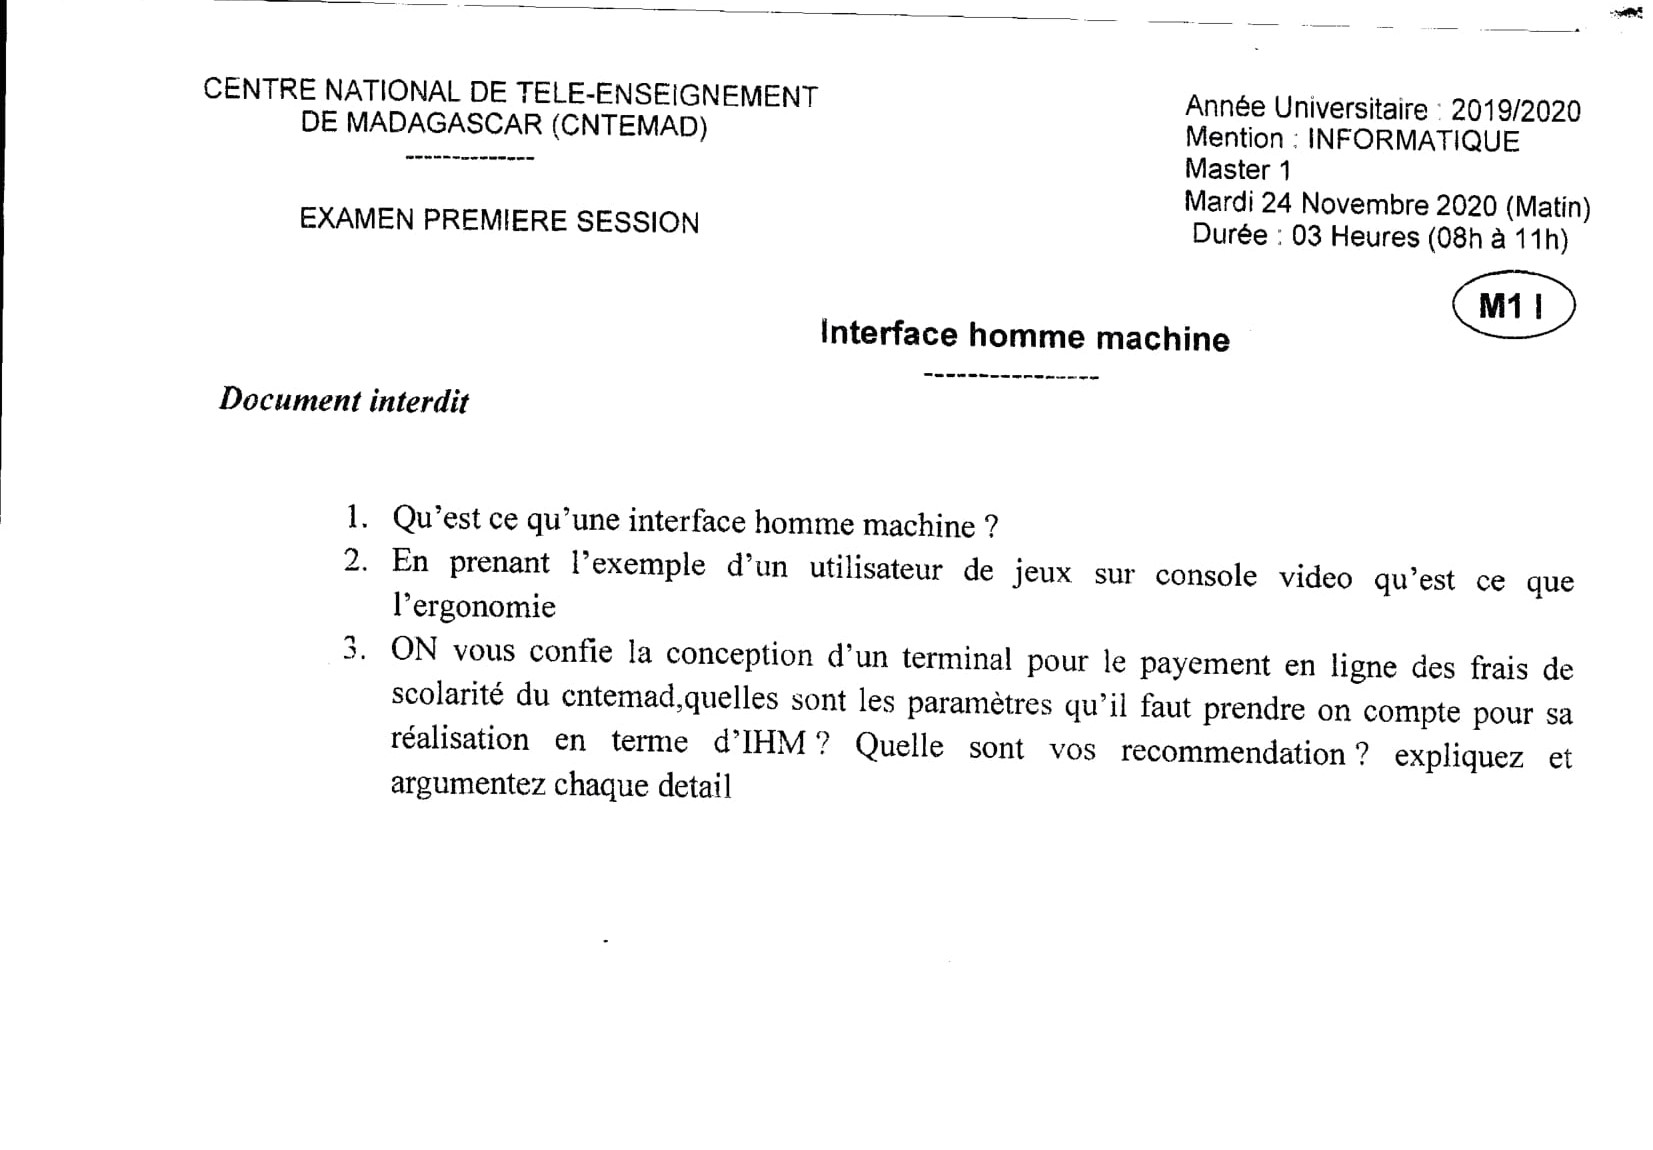 CENTRE NATIONAL DE TELE-ENSEIGNEMENT
DE MADAGASCAR (CNTEMAD)
--------------
EXAMEN PREMIERE SESSION
Année Universitaire : 2019/2020
Mention : INFORMATIQUE
Master 1
Mardi 24 Novembre 2020 (Matin)
Durée : 03 Heures (08h à 11h)
M1 I
Interface homme machine
-----------------
Document interdit
1. Qu’est ce qu’une interface homme machine ?
2. En prenant l’exemple d’un utilisateur de jeux sur console video qu’est ce que
l’ergonomie
3. ON vous confie la conception d’un terminal pour le payement en ligne des frais de
scolarité du cntemad,quelles sont les paramètres qu’il faut prendre on compte pour sa
réalisation en terme d’IHM ? Quelle sont vos recommendation ? expliquez et
argumentez chaque detail